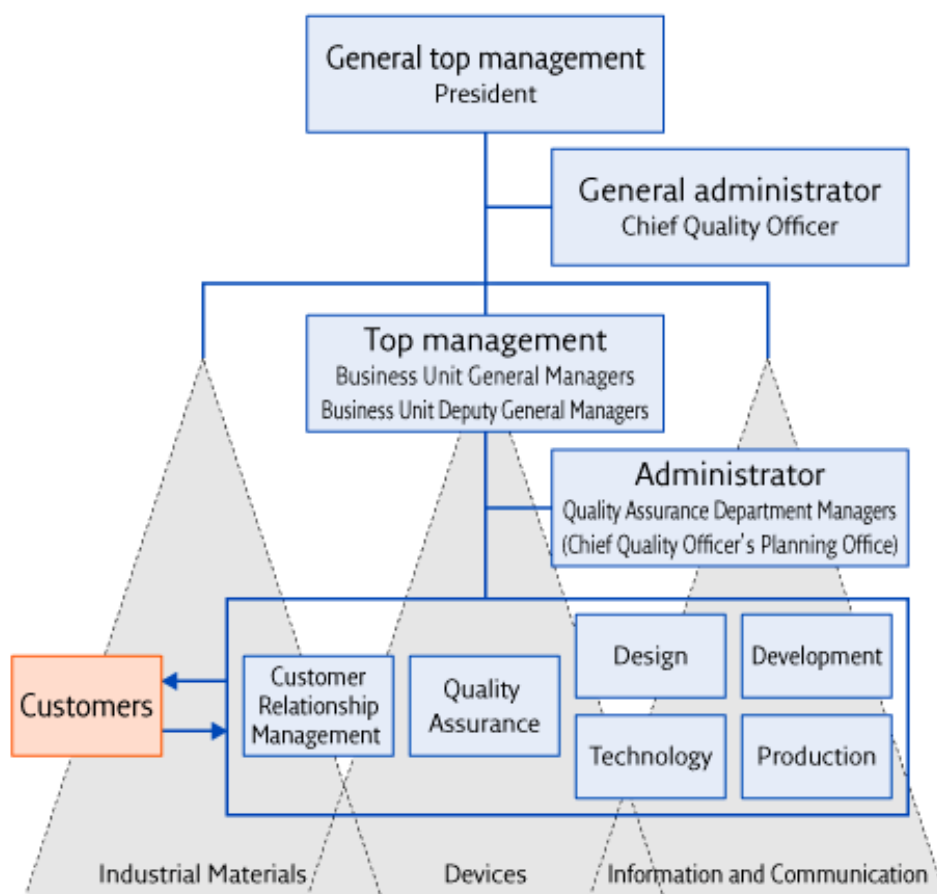 General top management
President
General administrator
Chief Quality Officer
Top management
Business Unit General Managers
Business Unit Deputy General Managers
Administrator
Quality Assurance Department Managers
(Chief Quality Officer's Planning Office)
Customers
Customer
Relationship
Management
Quality
Assurance
Design
Development
Technology
Production
Industrial Materials
Devices
Information and Communication